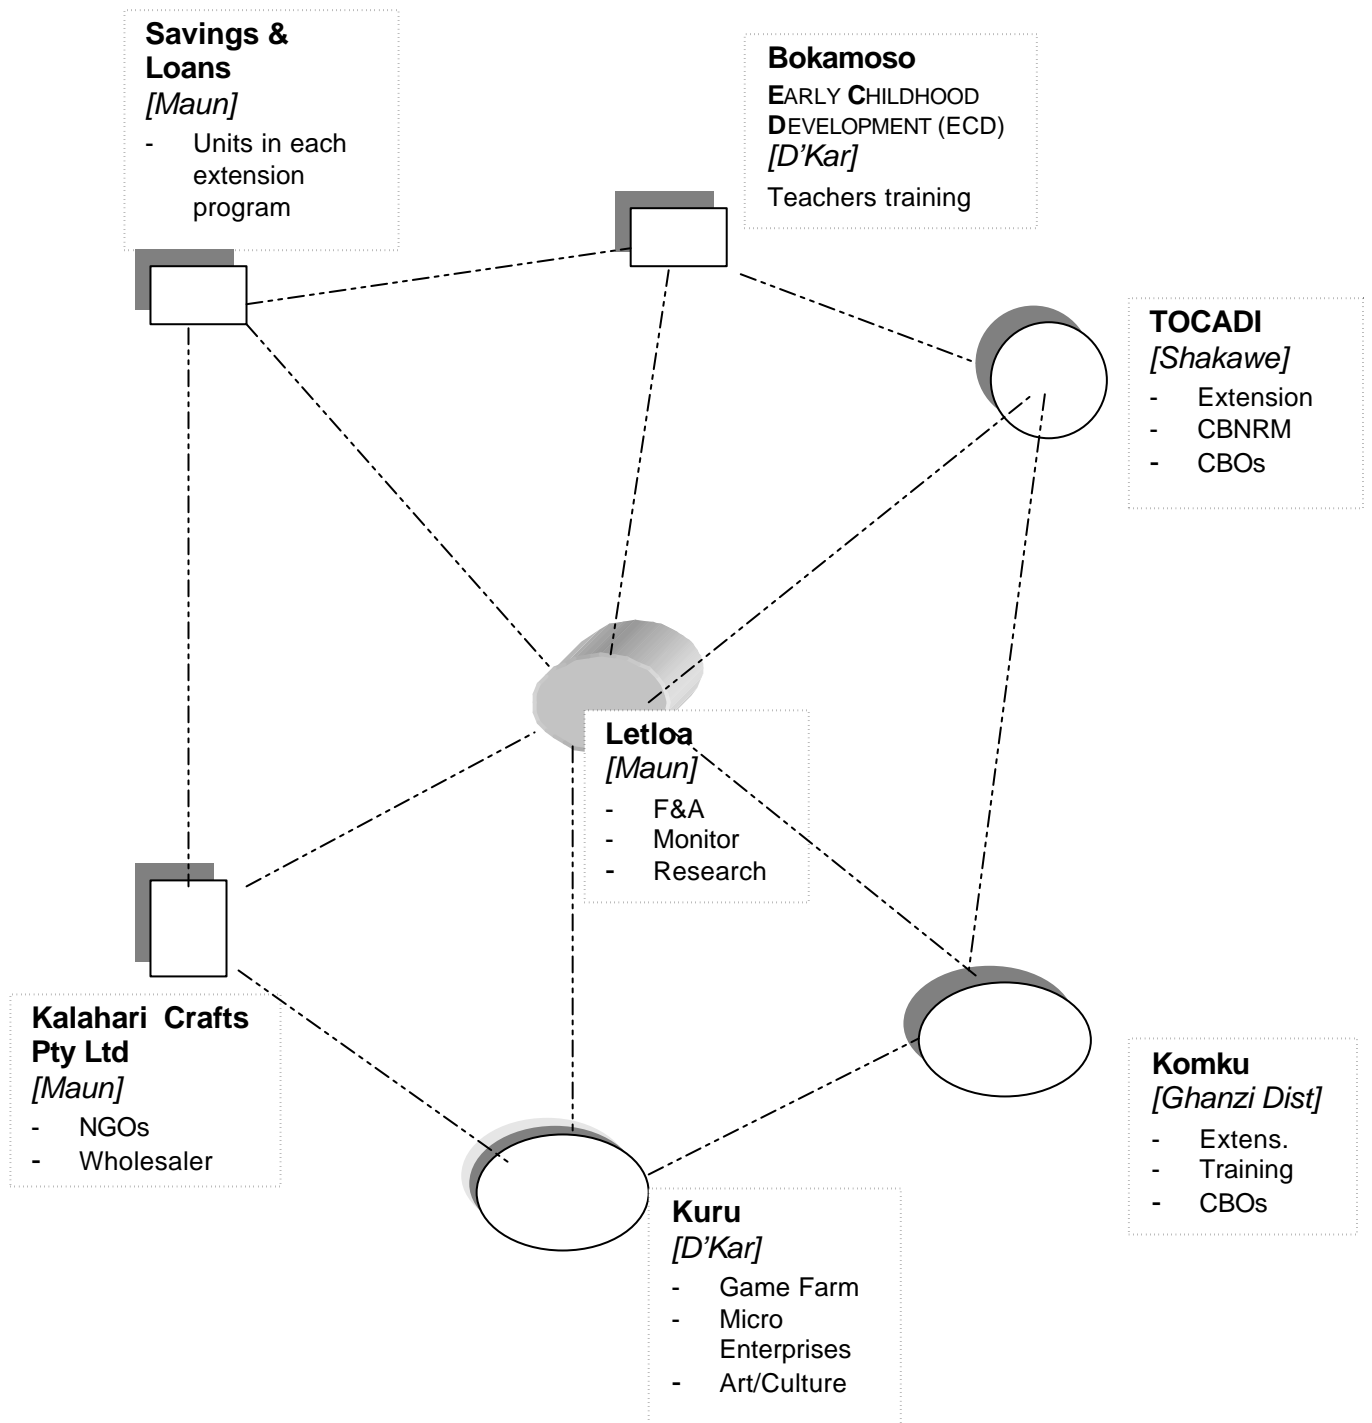 Savings &
Loans
[Maun]
- Units in each
extension
program
Bokamoso
EARLY CHILDHOOD
DEVELOPMENT (ECD)
[D'Kar]
Teachers training
TOCADI
[Shakawe]
- Extension
- CBNRM
- CBOs
Letloa
[Maun]
- F&A
- Monitor
- Research
Kalahari Crafts
Pty Ltd
[Maun]
- NGOs
- Wholesaler
Komku
[Ghanzi Dist]
- Extens.
- Training
- CBOs
Kuru
[D'Kar]
- Game Farm
- Micro
Enterprises
- Art/Culture